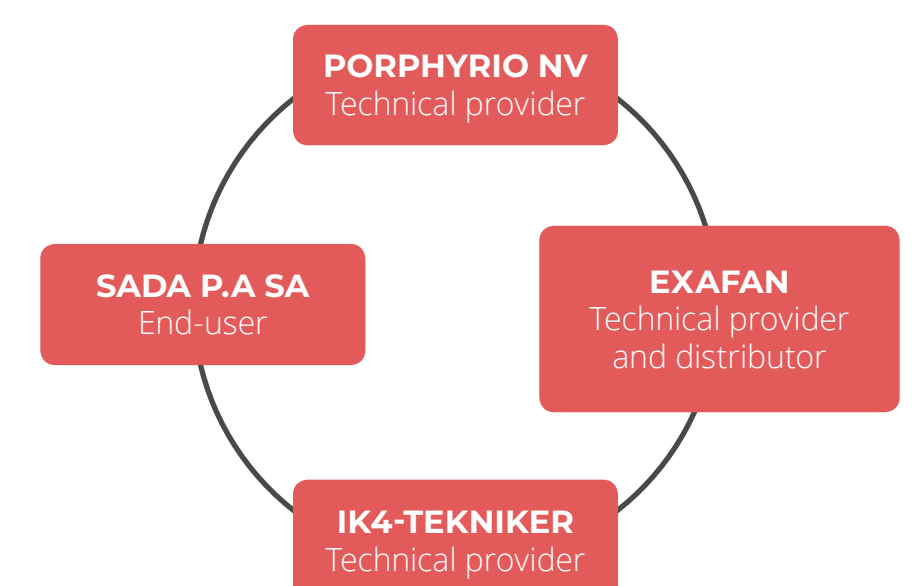 PORPHYRIO NV
Technical provider
SADA P.A SA
End-user
EXAFAN
Technical provider
and distributor
IK4-TEKNIKER
Technical provider